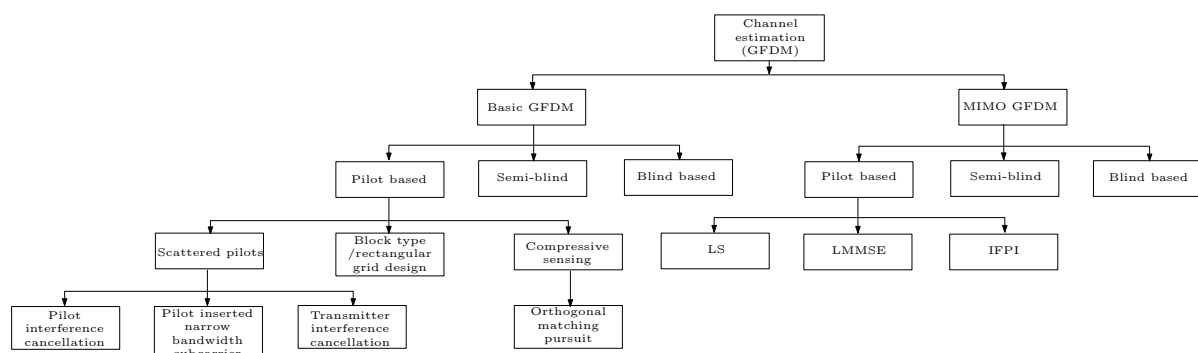 Channel
estimation
(GFDM)
Basic GFDM
MIMO GFDM
Pilot based
Semi-blind
Blind based
Pilot based
Semi-blind
Blind based
Scattered pilots
Block type
/rectangular
grid design
Compressive
sensing
LS
LMMSE
IFPI
Pilot
interference
cancellation
Pilot inserted
narrow
bandwidth
Transmitter
interference
cancellation
Orthogonal
matching
pursuit